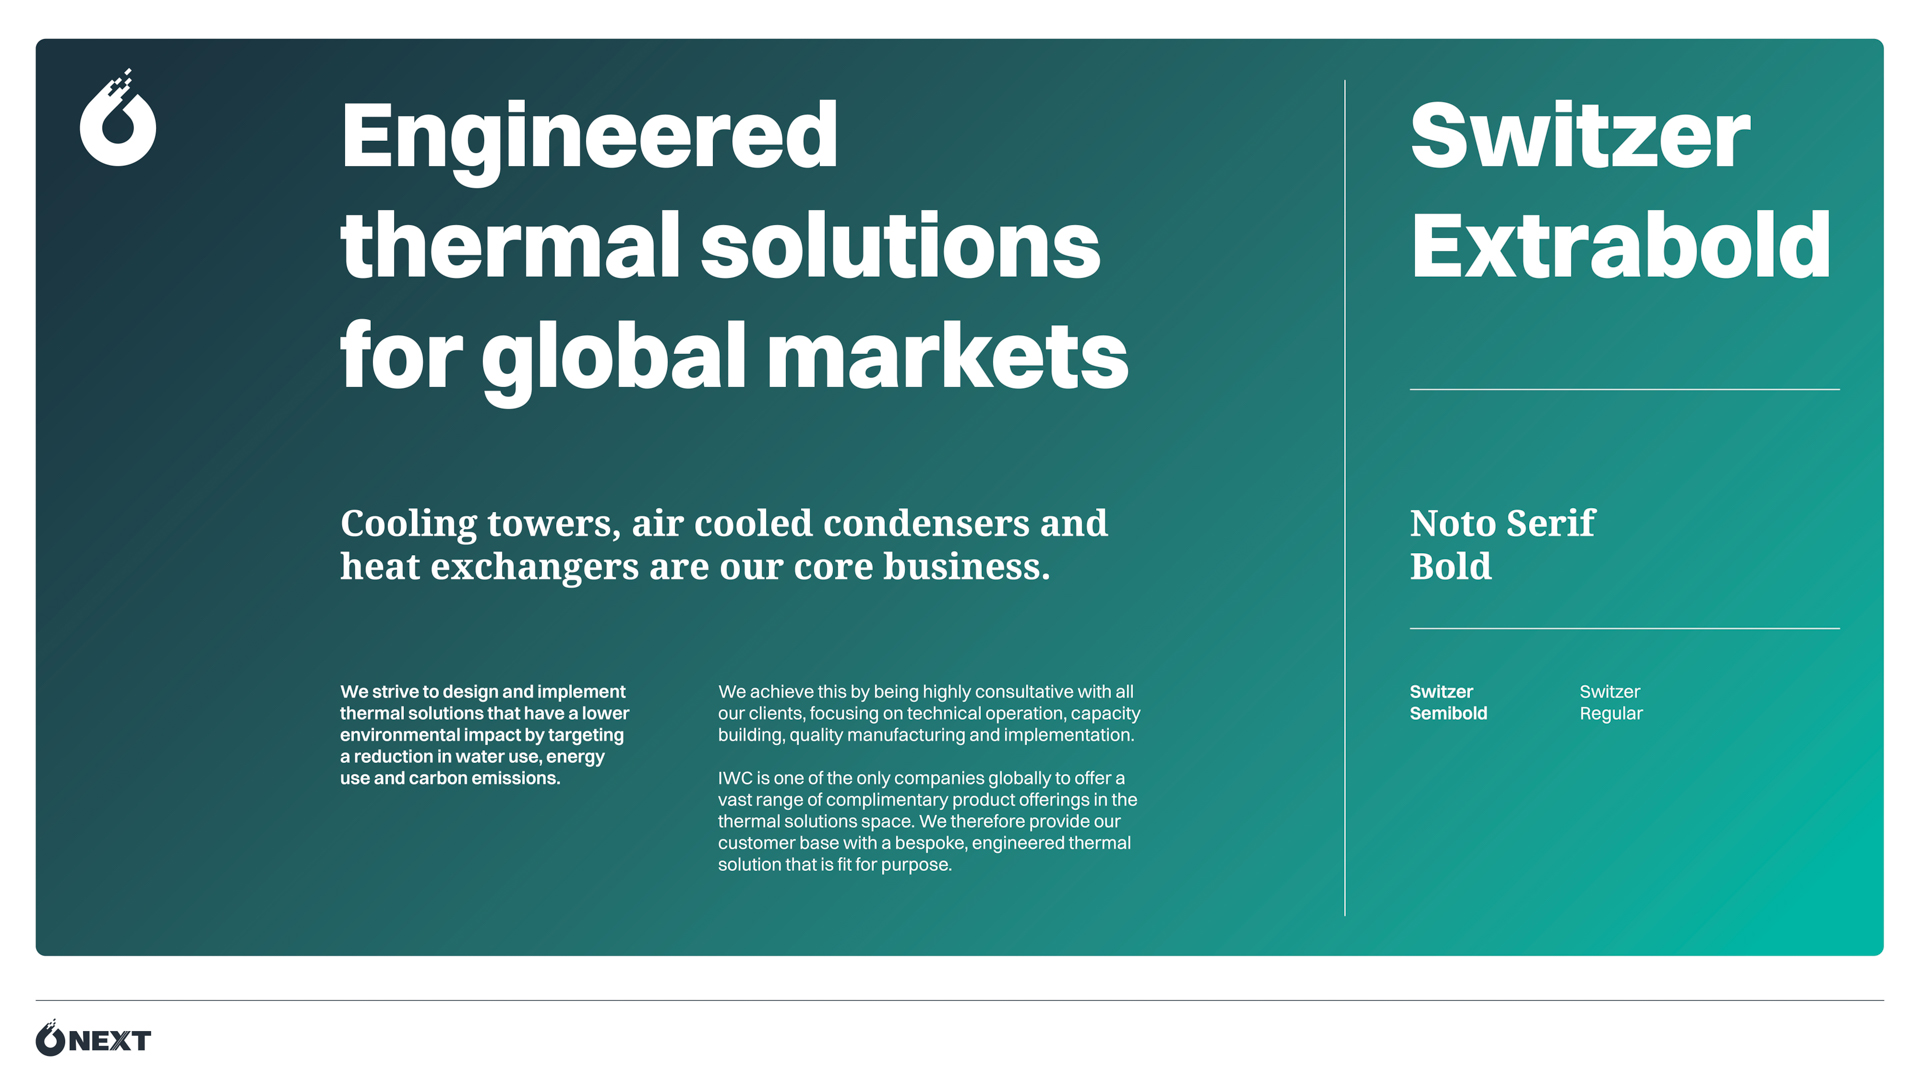 Engineered
thermal solutions
for global markets
Switzer
Extrabold
Cooling towers, air cooled condensers and
heat exchangers are our core business.
Noto Serif
Bold
We strive to design and implement
thermal solutions that have a lower
environmental impact by targeting
a reduction in water use, energy
use and carbon emissions.
We achieve this by being highly consultative with all
our clients, focusing on technical operation, capacity
building, quality manufacturing and implementation.
IWC is one of the only companies globally to offer a
vast range of complimentary product offerings in the
thermal solutions space. We therefore provide our
customer base with a bespoke, engineered thermal
solution that is fit for purpose.
Switzer
Semibold
Switzer
Regular
NEXT